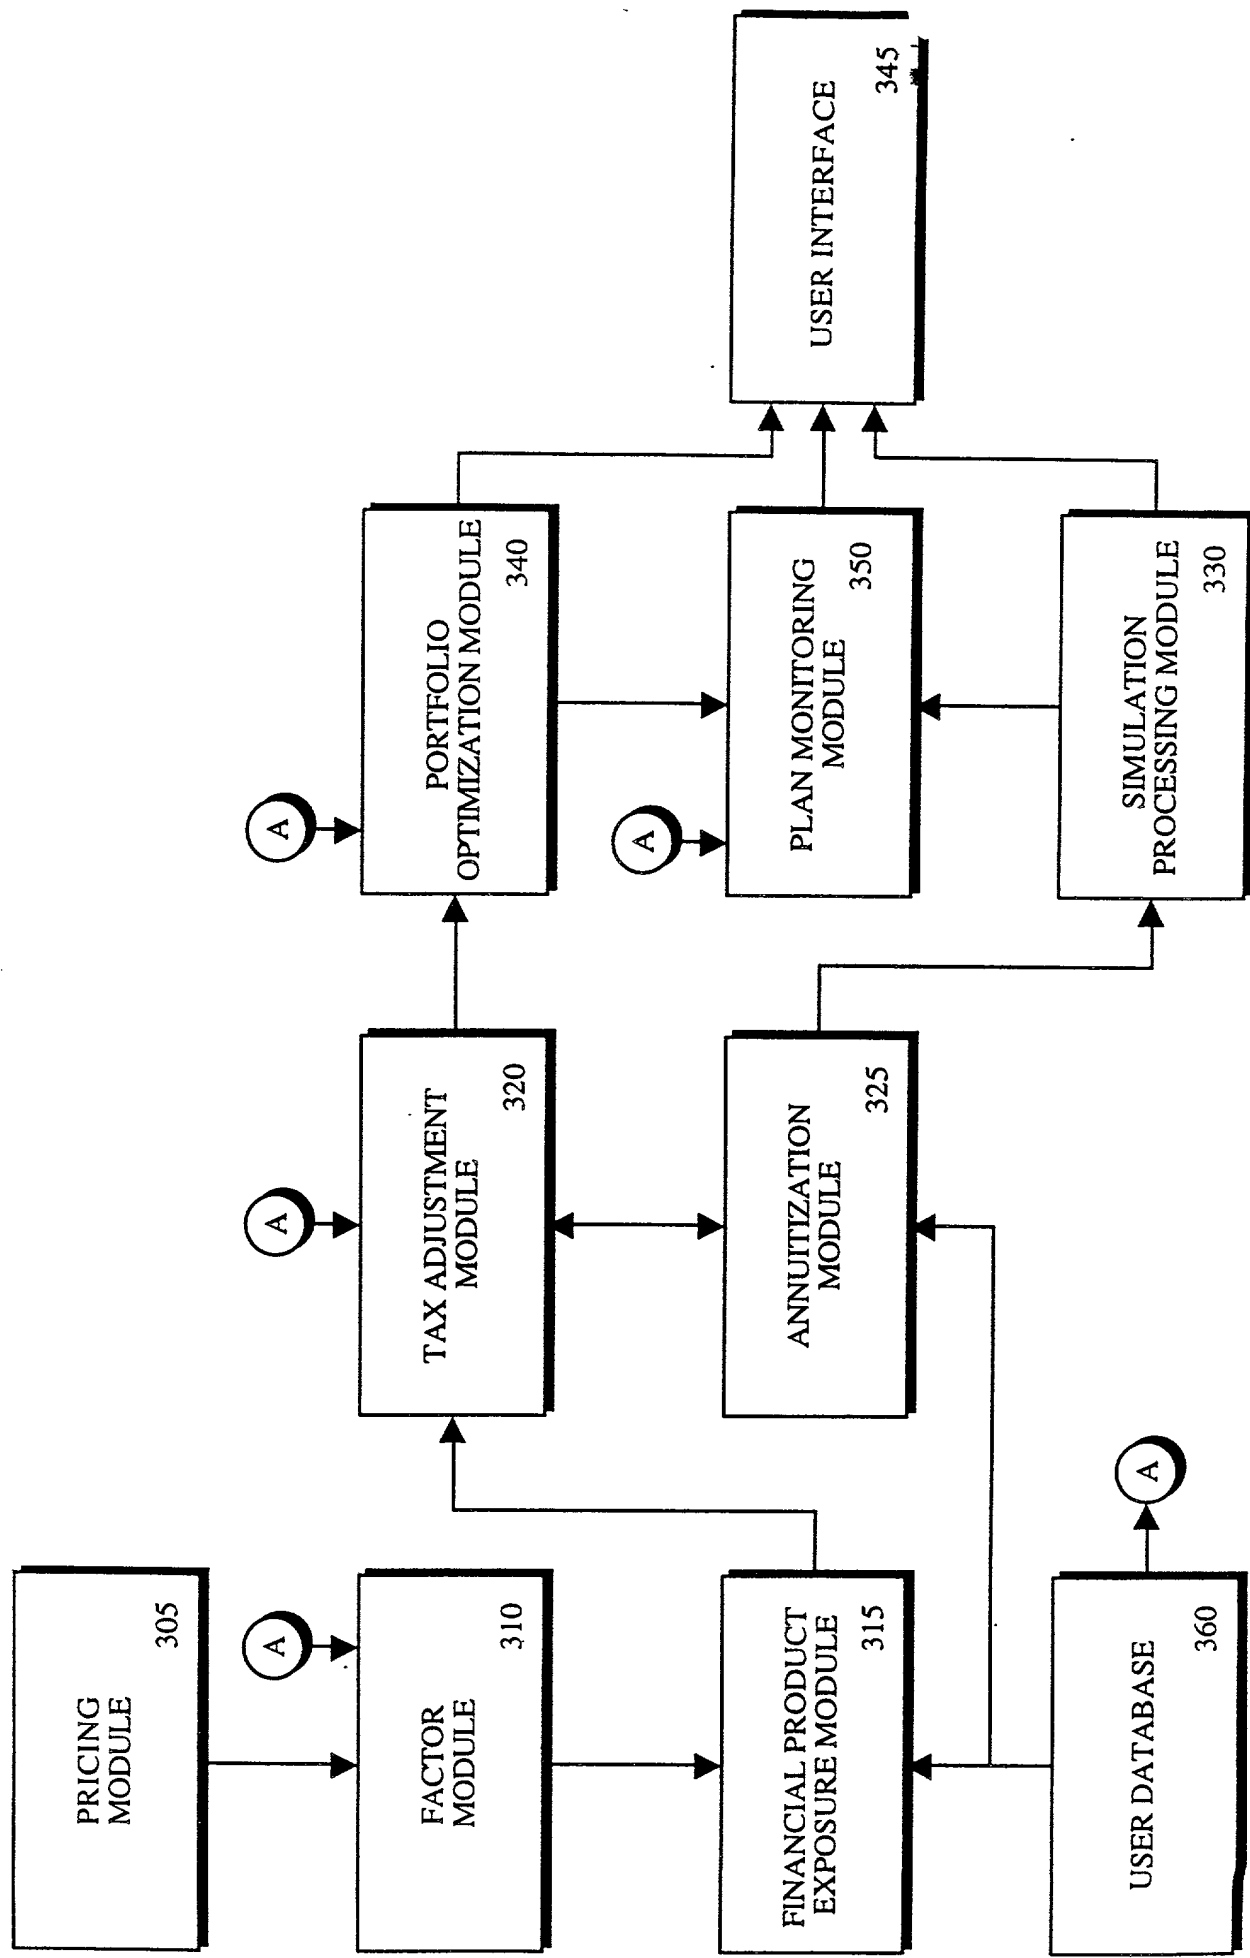 PRICING
MODULE
305
A
FACTOR
MODULE
310
FINANCIAL PRODUCT
EXPOSURE MODULE
315
USER DATABASE
360
A
A
TAX ADJUSTMENT
MODULE
320
ANNUITIZATION
MODULE
325
A
PORTFOLIO
OPTIMIZATION MODULE
340
A
PLAN MONITORING
MODULE
350
SIMULATION
PROCESSING MODULE
330
USER INTERFACE
345